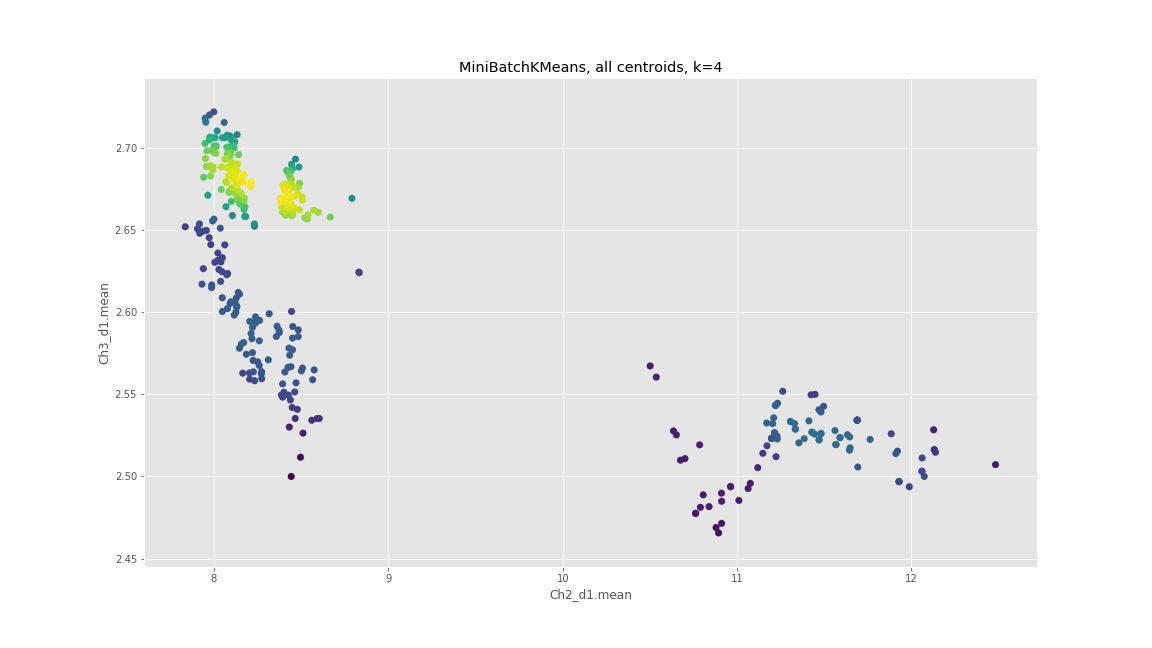 MiniBatchKMeans, all centroids, k=4
2.70
2.65
2.60
2.55
2.50
2.45
Ch3_d1.mean
8 9 10 11 12
Ch2_d1.mean